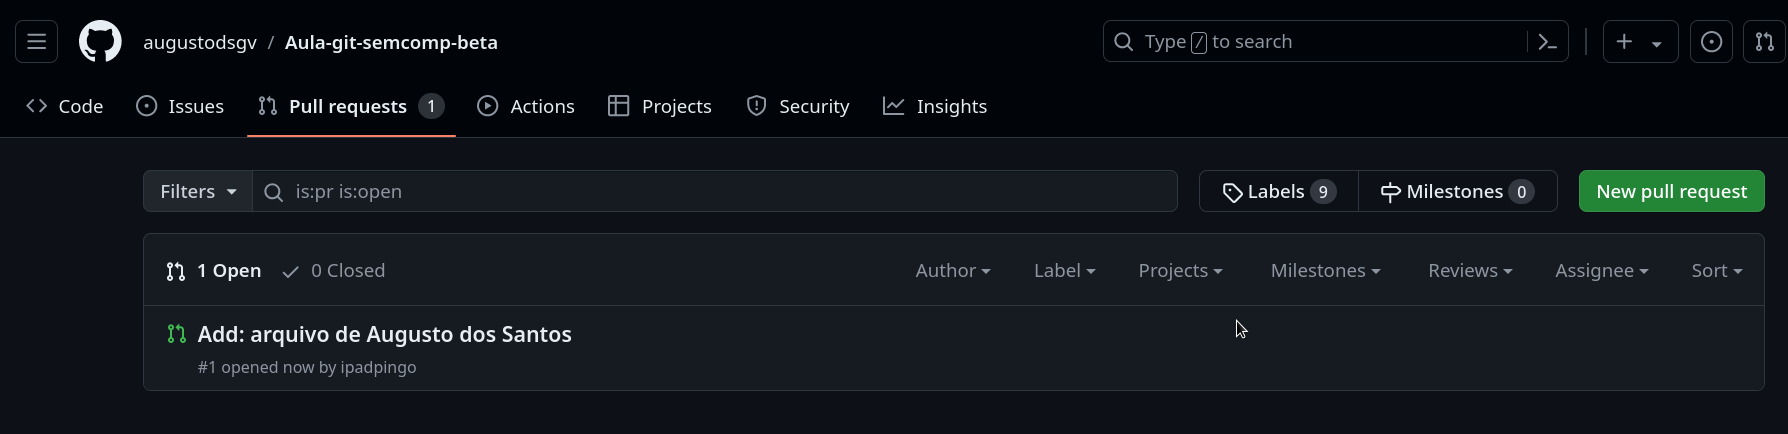 augustodsgv / Aula-git-semcomp-beta
Type / to search
Code Issues Pull requests 1 Actions Projects Security Insights
Filters is:pr is:open Labels 9 Milestones 0 New pull request
1 Open 0 Closed Author Label Projects Milestones Reviews Assignee Sort
Add: arquivo de Augusto dos Santos
#1 opened now by ipadpingo